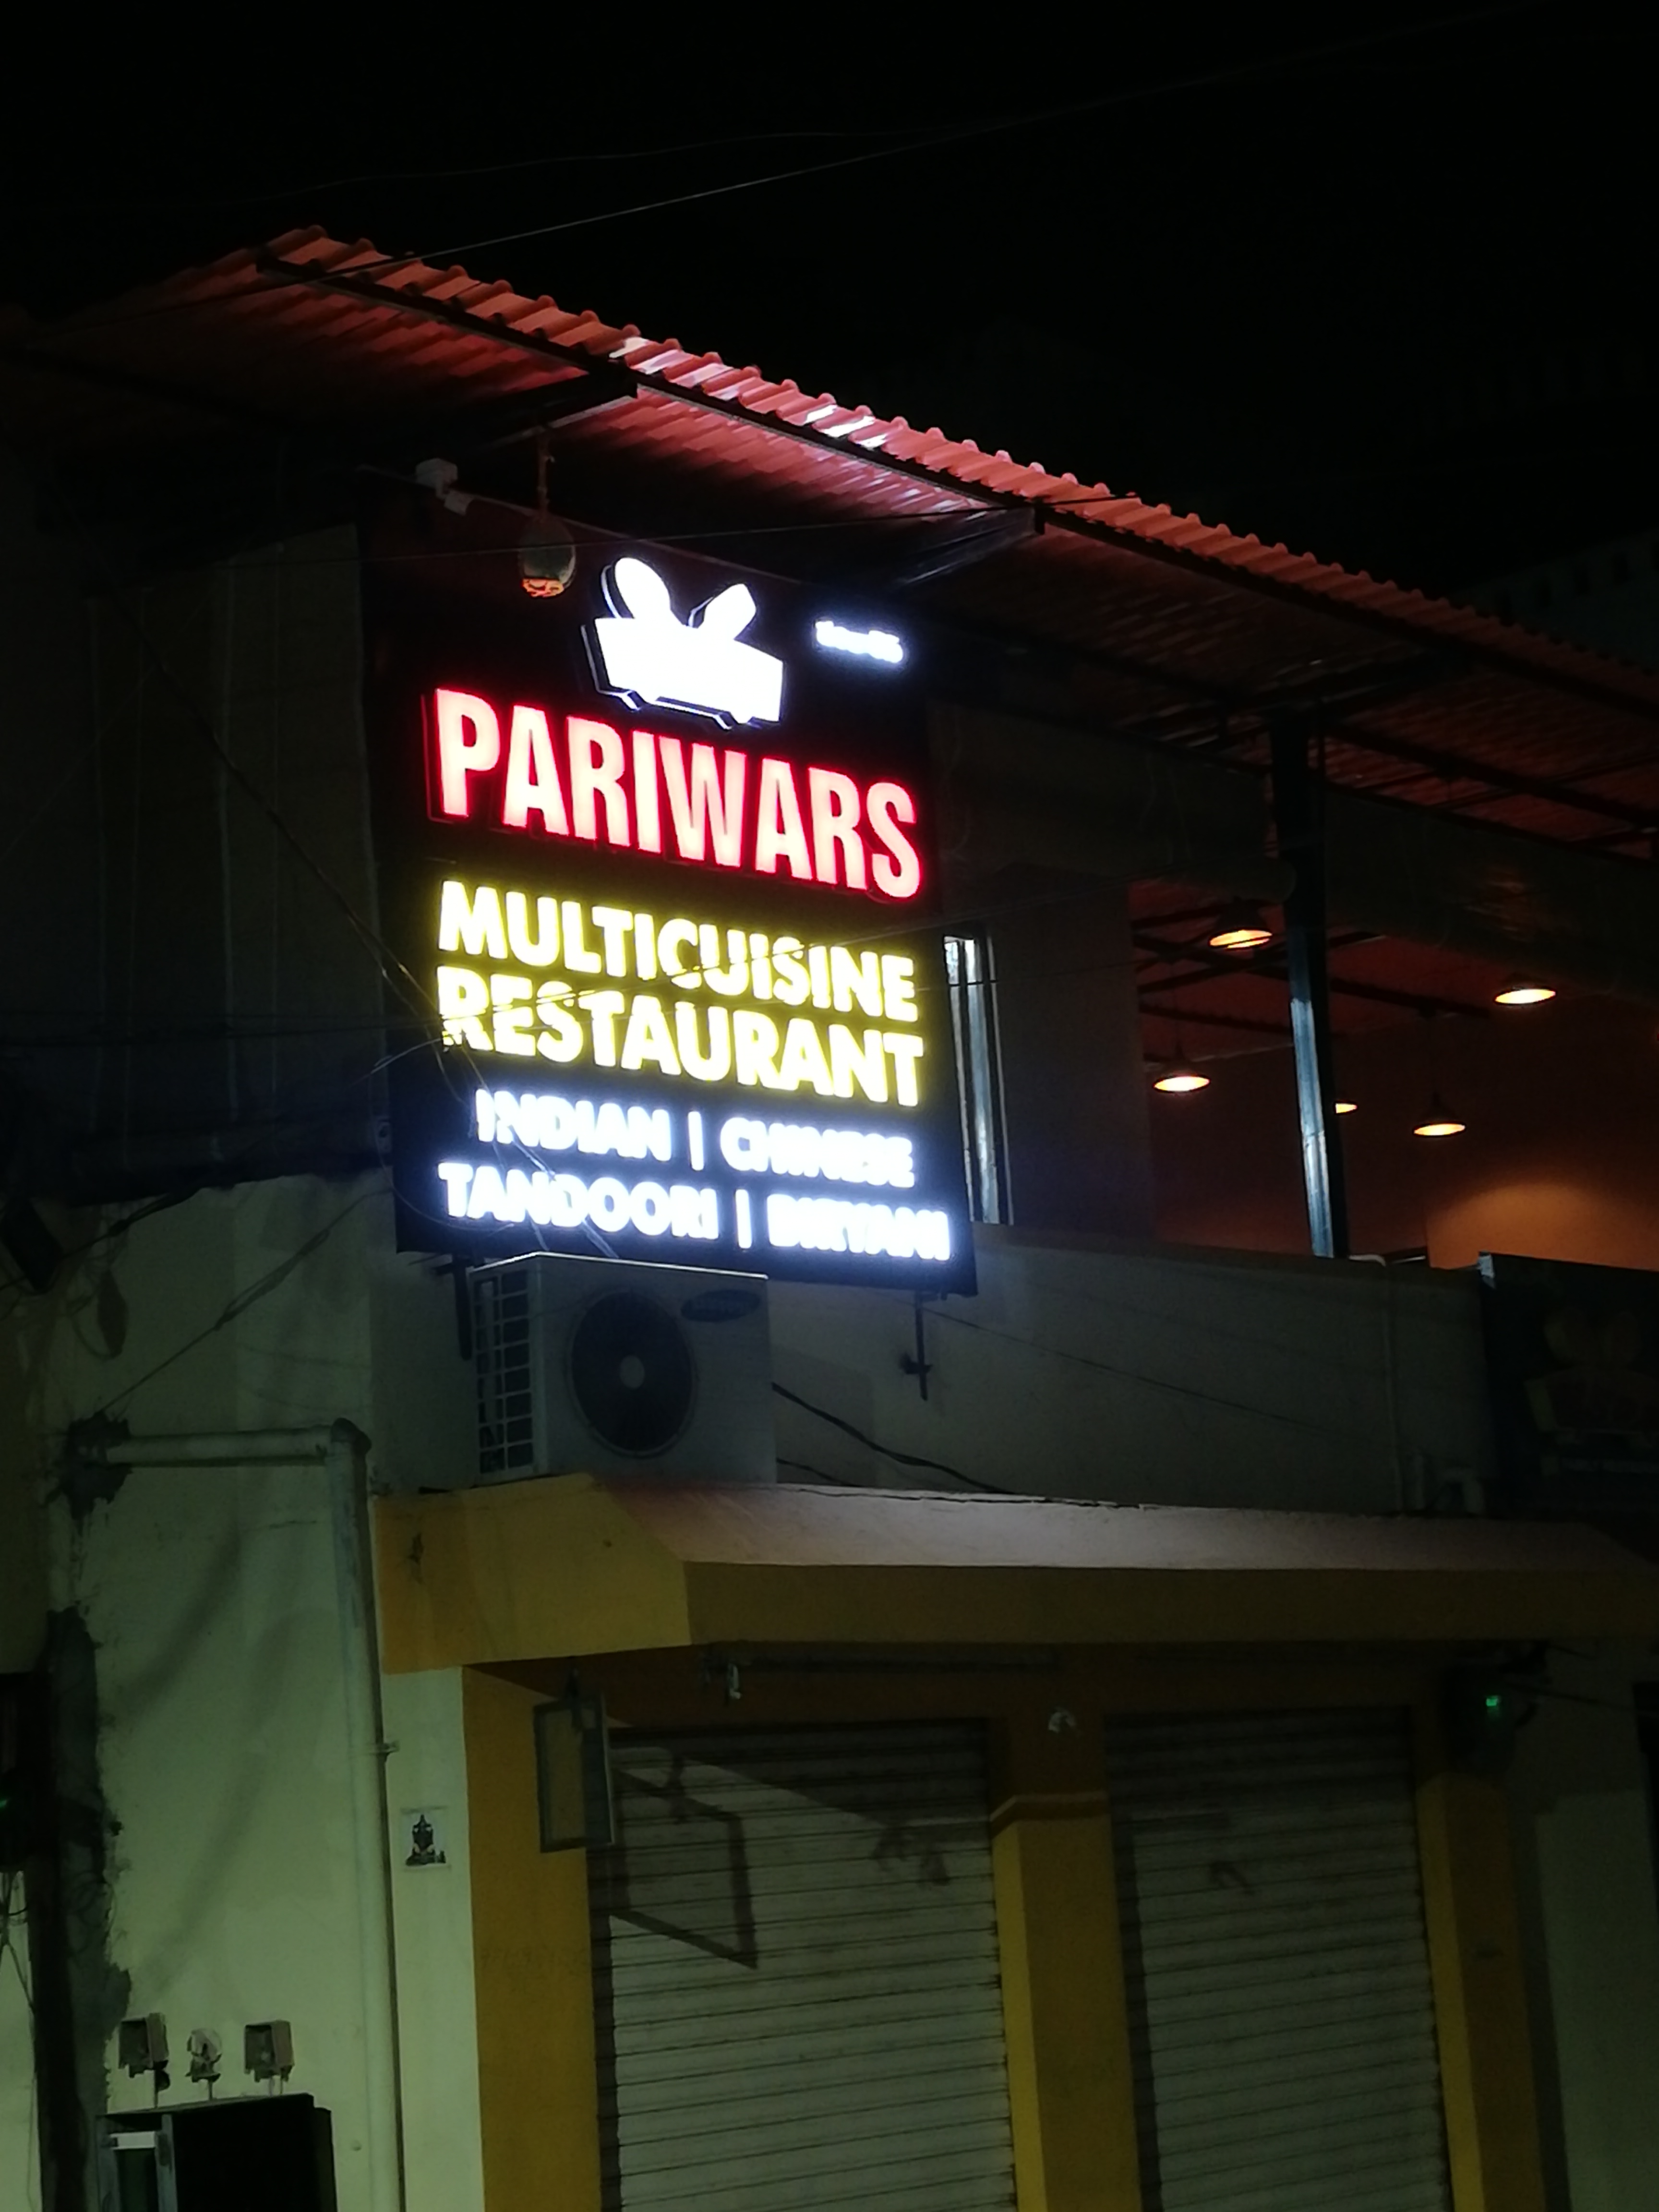 PARIWARS
MULTICUISINE
RESTAURANT
INDIAN | CHINESE
TANDOORI | BIRYANI